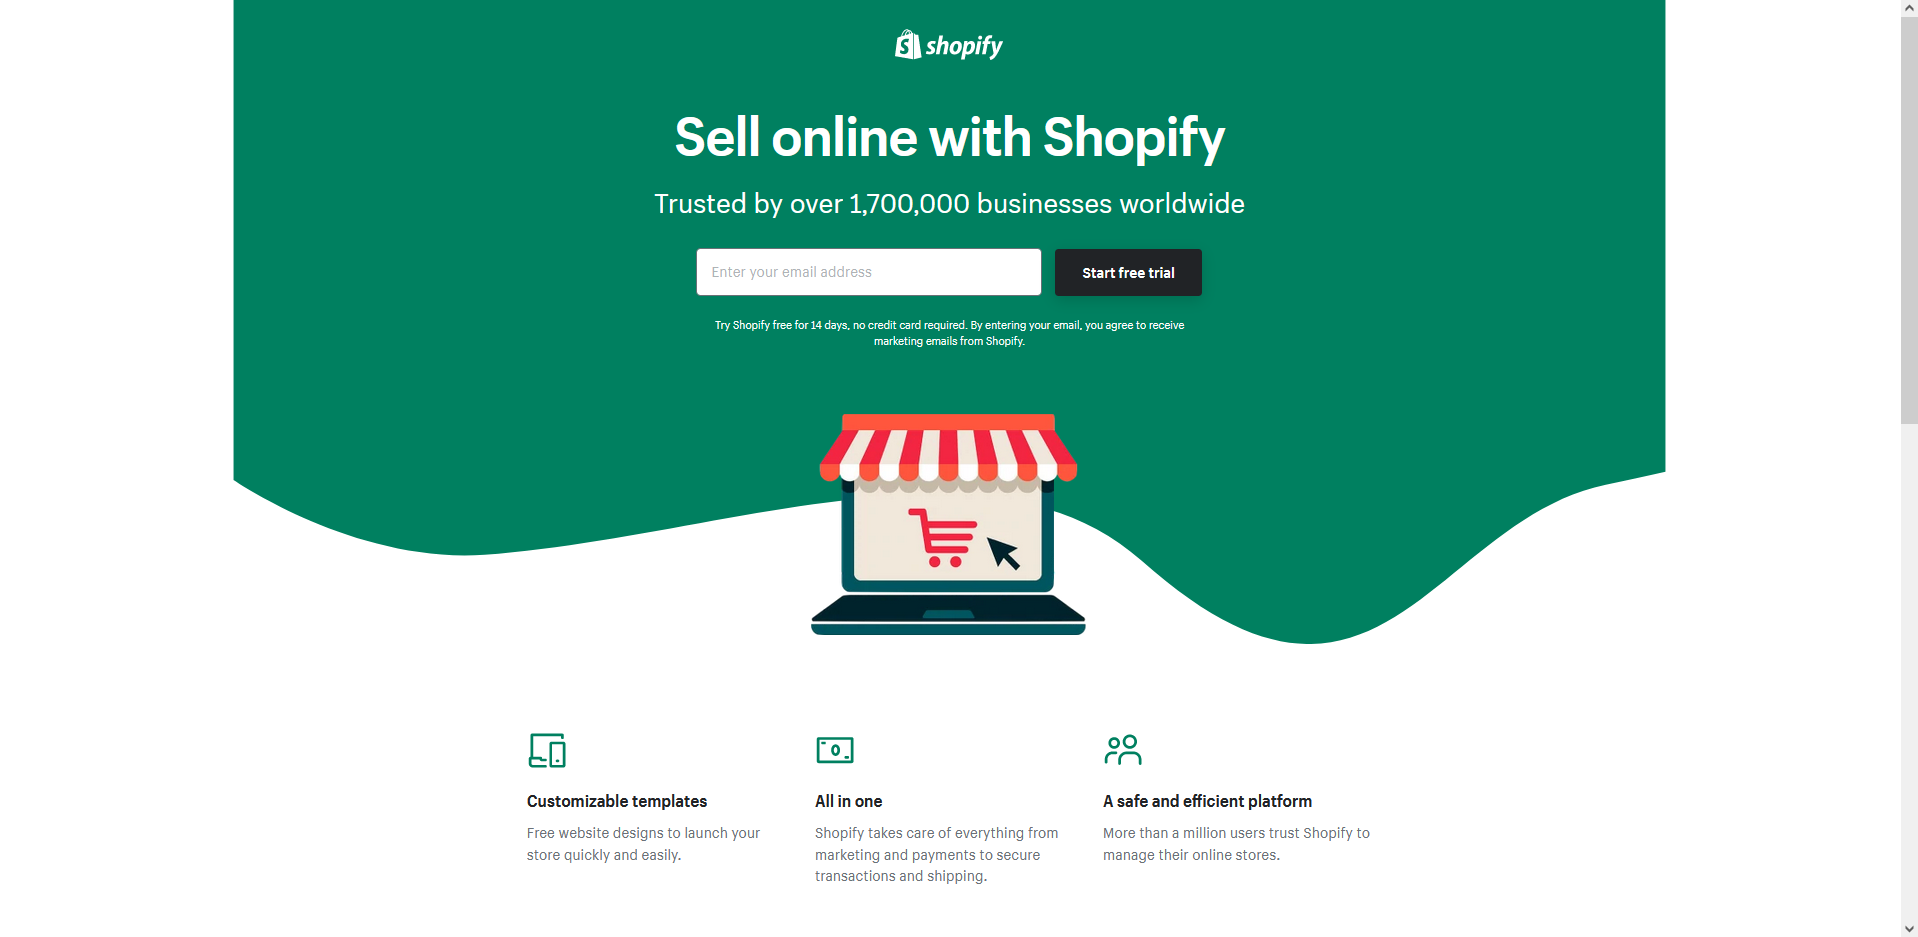 shopify
Sell online with Shopify
Trusted by over 1,700,000 businesses worldwide
Enter your email address
Start free trial
Try Shopify free for 14 days, no credit card required. By entering your email, you agree to receive
marketing emails from Shopify.
Customizable templates
Free website designs to launch your
store quickly and easily.
All in one
Shopify takes care of everything from
marketing and payments to secure
transactions and shipping.
A safe and efficient platform
More than a million users trust Shopify to
manage their online stores.